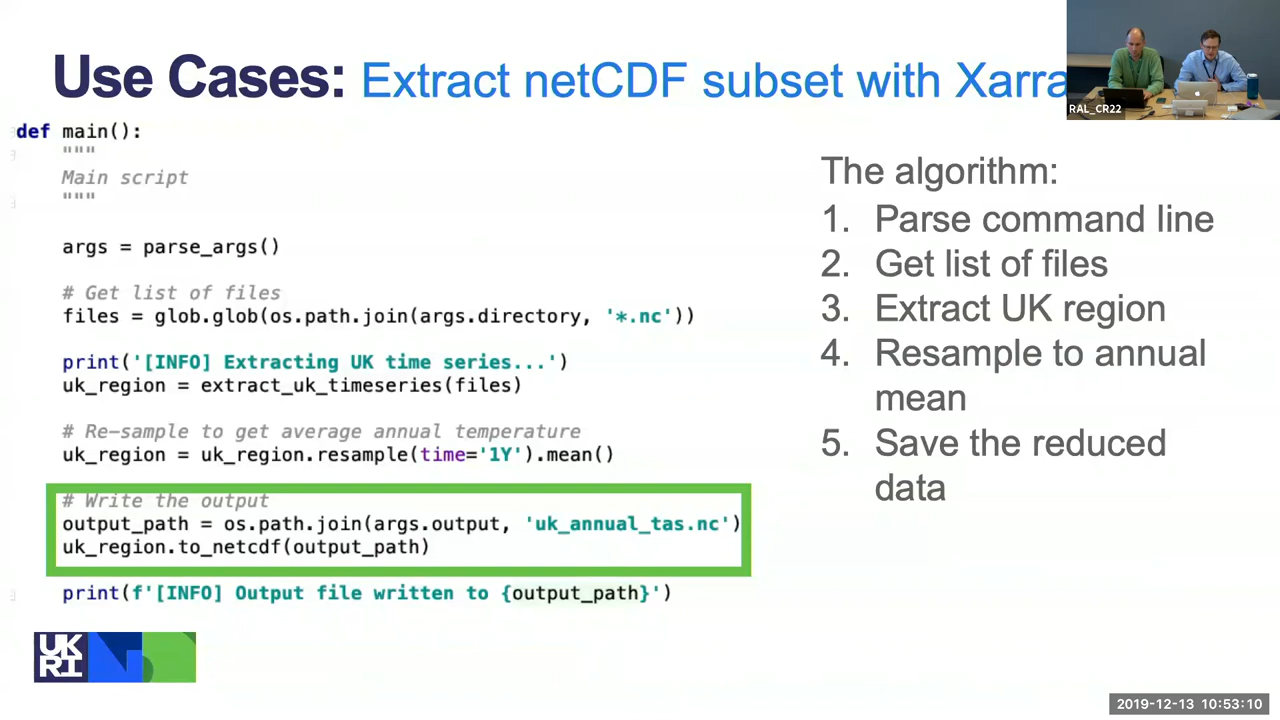 Use Cases: Extract netCDF subset with Xarra
RAL_CR22
def main():
"""
Main script
"""
args = parse_args()
# Get list of files
files = glob.glob(os.path.join(args.directory, '*.nc'))
print('[INFO] Extracting UK time series...')
uk_region = extract_uk_timeseries(files)
# Re-sample to get average annual temperature
uk_region = uk_region.resample(time='1Y').mean()
# Write the output
output_path = os.path.join(args.output, 'uk_annual_tas.nc')
uk_region.to_netcdf(output_path)
print(f'[INFO] Output file written to {output_path}')
The algorithm:
1. Parse command line
2. Get list of files
3. Extract UK region
4. Resample to annual
mean
5. Save the reduced
data
UK
RI
2019-12-13 10:53:10